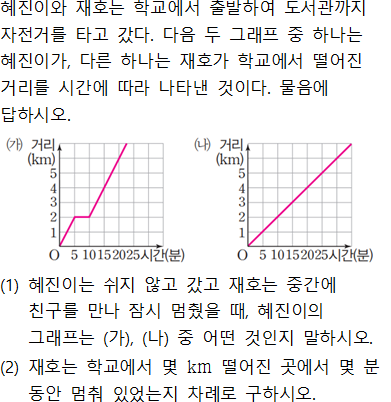 혜진이와 재호는 학교에서 출발하여 도서관까지
자전거를 타고 갔다. 다음 두 그래프 중 하나는
혜진이가, 다른 하나는 재호가 학교에서 떨어진
거리를 시간에 따라 나타낸 것이다. 물음에
답하시오.
(가) 거리
(km)
5
4
3
2
1
O 5 10 15 20 25 시간(분)
(나) 거리
(km)
5
4
3
2
1
O 5 10 15 20 25 시간(분)
(1) 혜진이는 쉬지 않고 갔고 재호는 중간에
친구를 만나 잠시 멈췄을 때, 혜진이의
그래프는 (가), (나) 중 어떤 것인지 말하시오.
(2) 재호는 학교에서 몇 km 떨어진 곳에서 몇 분
동안 멈춰 있었는지 차례로 구하시오.